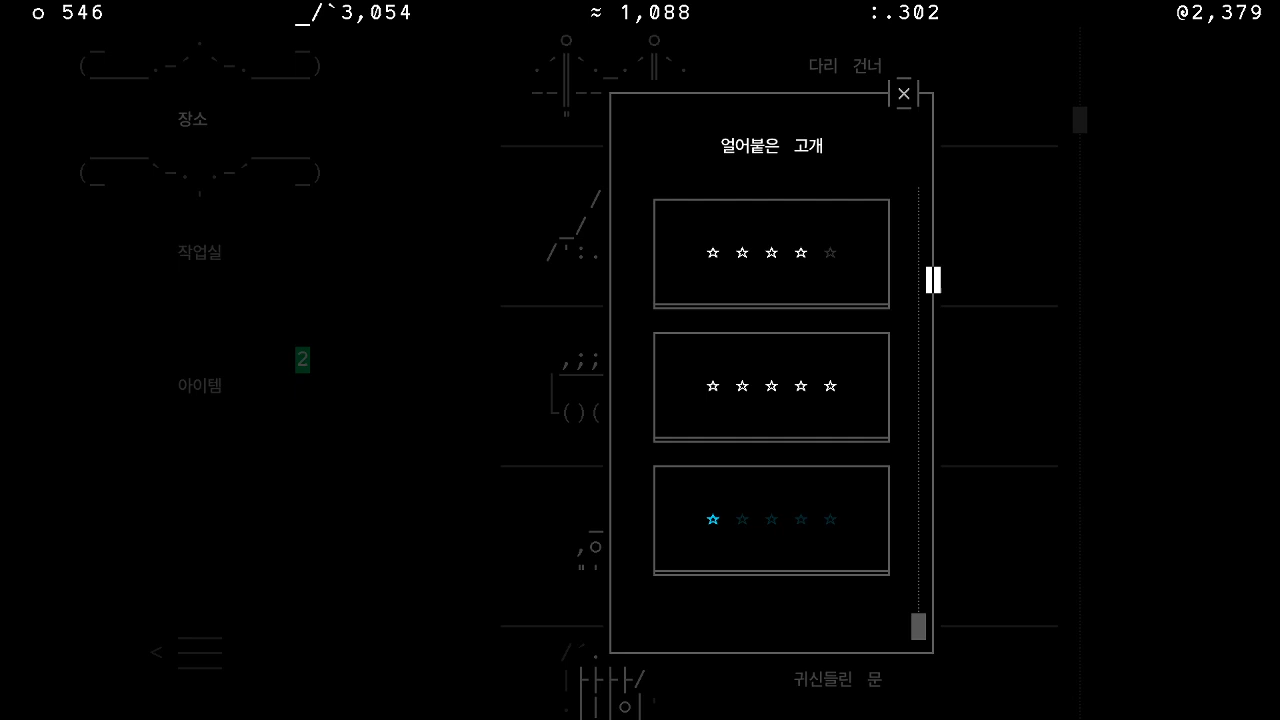 ○ 546 _/`3,054 ≈ 1,088 :.302 @2,379
다리 건너
×
장소
얼어붙은 고개
작업실
☆ ☆ ☆ ☆ ☆
2
아이템
☆ ☆ ☆ ☆ ☆
☆ ☆ ☆ ☆ ☆
<
귀신들린 문